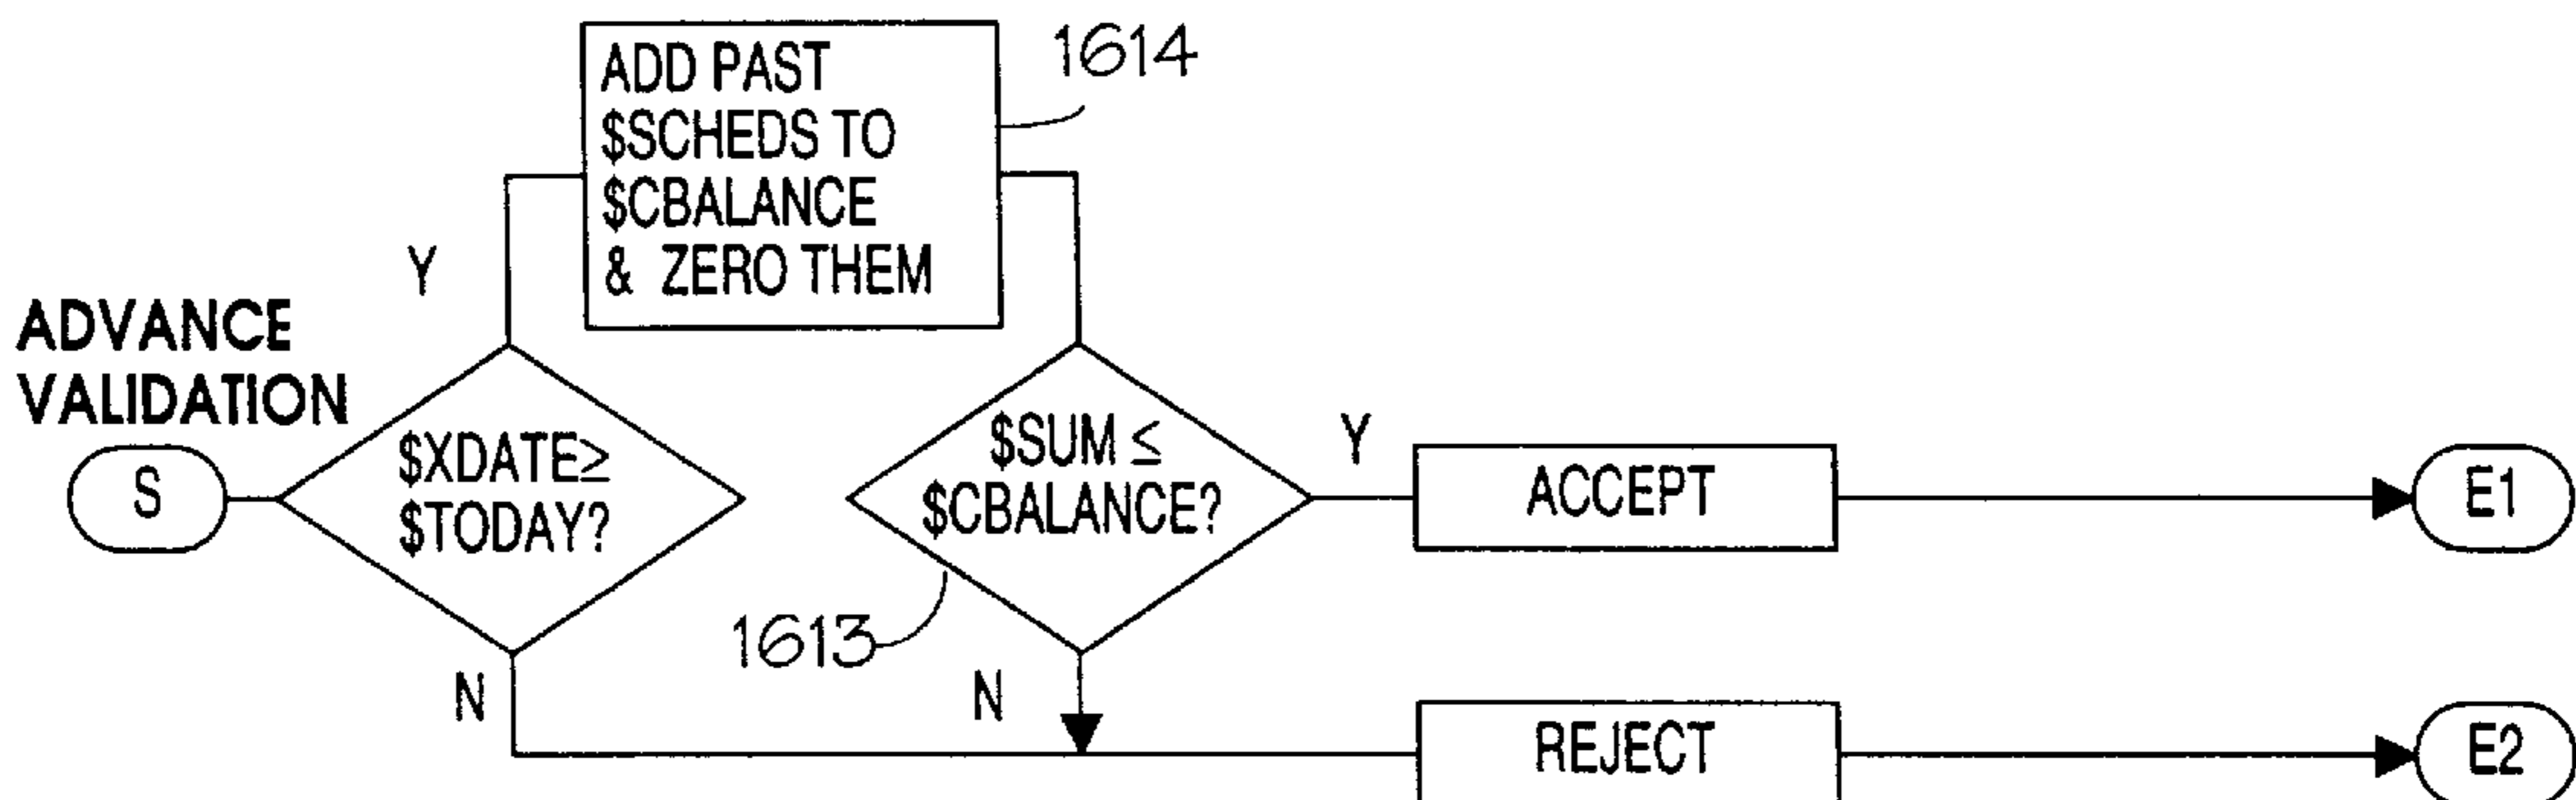 ADD PAST
$SCHEDS TO
$CBALANCE
& ZERO THEM
1614
Y
ADVANCE
VALIDATION
S
$XDATE≥
$TODAY?
$SUM ≤
$CBALANCE?
Y
ACCEPT
E1
1613
N
N
REJECT
E2